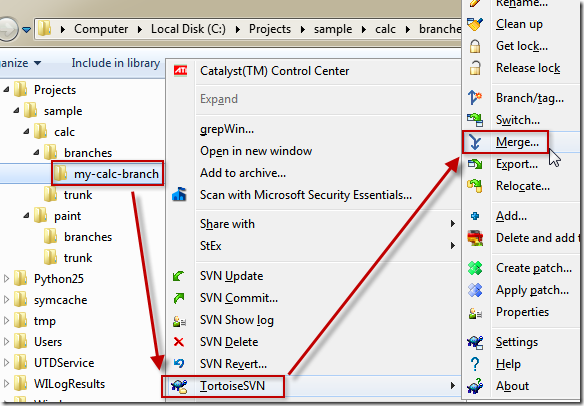 Computer ▸ Local Disk (C:) ▸ Projects ▸ sample ▸ calc ▸ branche
anize ▾ Include in library
Projects
sample
calc
branches
my-calc-branch
trunk
paint
branches
trunk
Python25
symcache
tmp
Users
UTDService
WILogResults
Catalyst(TM) Control Center
Expand
grepWin...
Open in new window
Add to archive...
Scan with Microsoft Security Essentials...
Share with
StEx
SVN Update
SVN Commit...
SVN Show log
SVN Delete
SVN Revert...
TortoiseSVN
Rename...
Clean up
Get lock...
Release lock
Branch/tag...
Switch...
Merge...
Export...
Relocate...
Add...
Delete and add t
Create patch...
Apply patch...
Properties
Settings
Help
About